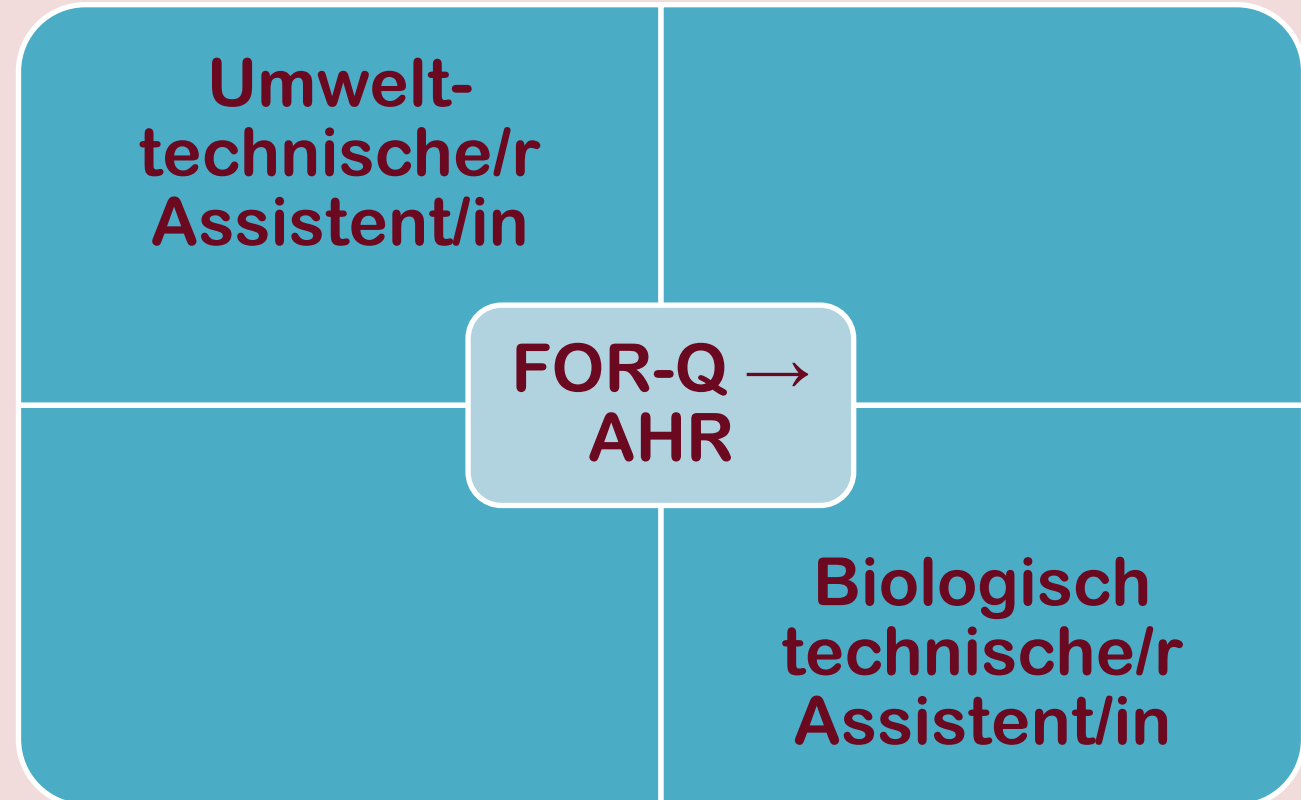 Umwelt-
technische/r
Assistent/in
FOR-Q →
AHR
Biologisch
technische/r
Assistent/in